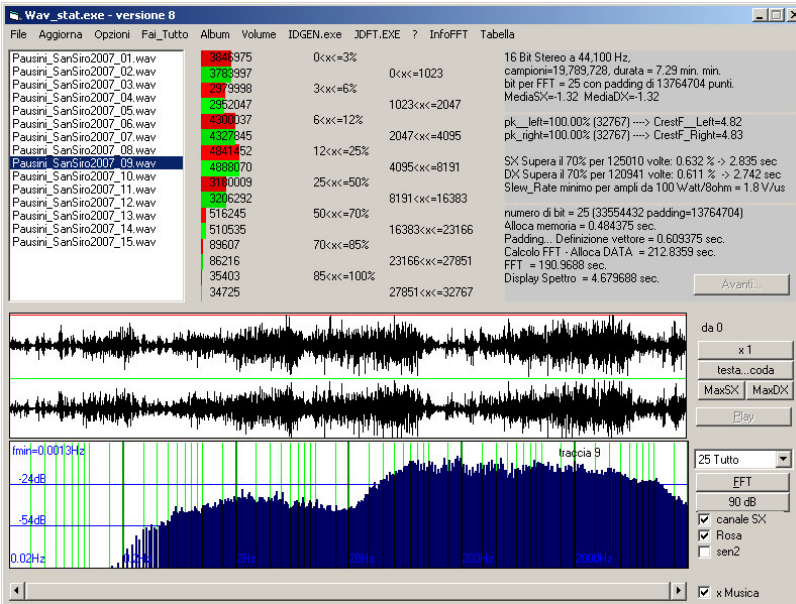 Wav_stat.exe - versione 8
File Aggiorna Opzioni Fai_Tutto Album Volume IDGEN.exe JDFT.EXE ? InfoFFT Tabella
Pausini_SanSiro2007_01.wav
Pausini_SanSiro2007_02.wav
Pausini_SanSiro2007_03.wav
Pausini_SanSiro2007_04.wav
Pausini_SanSiro2007_05.wav
Pausini_SanSiro2007_06.wav
Pausini_SanSiro2007_07.wav
Pausini_SanSiro2007_08.wav
Pausini_SanSiro2007_09.wav
Pausini_SanSiro2007_10.wav
Pausini_SanSiro2007_11.wav
Pausini_SanSiro2007_12.wav
Pausini_SanSiro2007_13.wav
Pausini_SanSiro2007_14.wav
Pausini_SanSiro2007_15.wav
3846975 0<x<=3%
3783997 0<x<=1023
2979998 3<x<=6%
2952047 1023<x<=2047
4300037 6<x<=12%
4327845 2047<x<=4095
4841452 12<x<=25%
4888070 4095<x<=8191
3180009 25<x<=50%
3206292 8191<x<=16383
516245 50<x<=70%
510535 16383<x<=23166
89607 70<x<=85%
86216 23166<x<=27851
35403 85<x<=100%
34725 27851<x<=32767
16 Bit Stereo a 44,100 Hz,
campioni=19,789,728, durata = 7.29 min. min.
bit per FFT = 25 con padding di 13764704 punti.
MediaSX=-1.32 MediaDX=-1.32
pk__left=100.00% (32767) ----> CrestF__Left=4.82
pk_right=100.00% (32767) ----> CrestF_Right=4.83
SX Supera il 70% per 125010 volte: 0.632 % -> 2.835 sec
DX Supera il 70% per 120941 volte: 0.611 % -> 2.742 sec
Slew_Rate minimo per ampli da 100 Watt/8ohm = 1.8 V/us
numero di bit = 25 (33554432 padding=13764704)
Alloca memoria = 0.484375 sec.
Padding... Definizione vettore = 0.609375 sec.
Calcolo FFT - Alloca DATA = 212.8359 sec.
FFT = 190.9688 sec.
Display Spettro = 4.679688 sec.
Avanti...
da 0
x 1
testa...coda
MaxSX MaxDX
Play
fmin=0.0013Hz
traccia 9
-24dB
-54dB
0.02Hz 0.2Hz 2Hz 20Hz 200Hz 2000Hz
25 Tutto
FFT
90 dB
canale SX
Rosa
sen2
x Musica